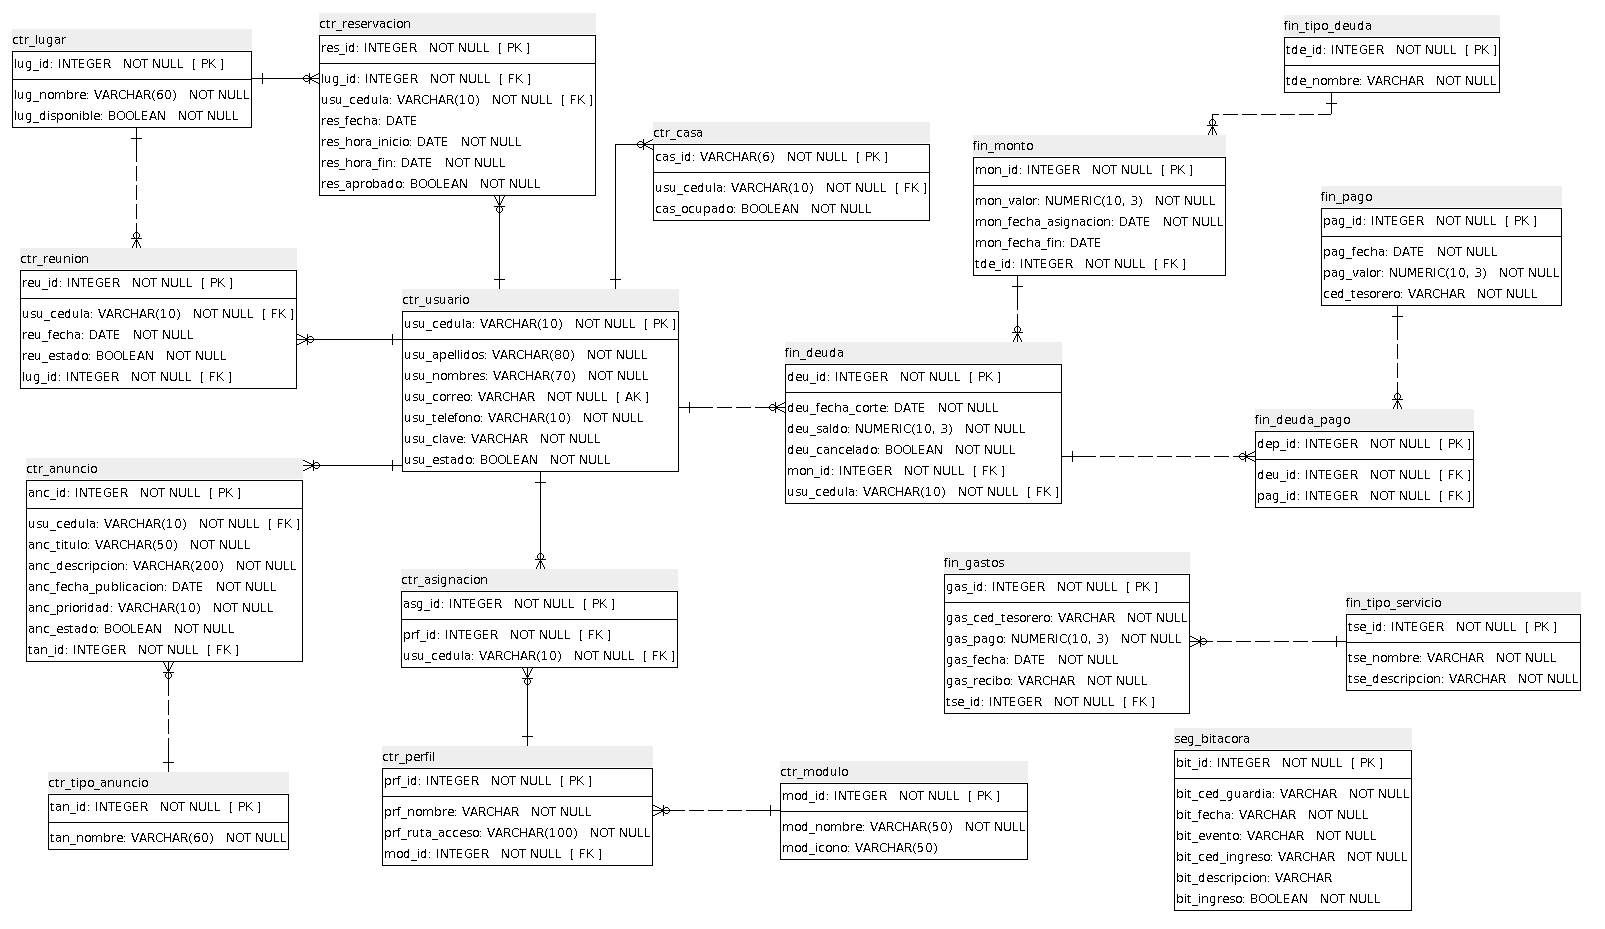 ctr_lugar
lug_id: INTEGER NOT NULL [ PK ]
lug_nombre: VARCHAR(60) NOT NULL
lug_disponible: BOOLEAN NOT NULL
ctr_reservacion
res_id: INTEGER NOT NULL [ PK ]
lug_id: INTEGER NOT NULL [ FK ]
usu_cedula: VARCHAR(10) NOT NULL [ FK ]
res_fecha: DATE
res_hora_inicio: DATE NOT NULL
res_hora_fin: DATE NOT NULL
res_aprobado: BOOLEAN NOT NULL
ctr_casa
cas_id: VARCHAR(6) NOT NULL [ PK ]
usu_cedula: VARCHAR(10) NOT NULL [ FK ]
cas_ocupado: BOOLEAN NOT NULL
fin_tipo_deuda
tde_id: INTEGER NOT NULL [ PK ]
tde_nombre: VARCHAR NOT NULL
fin_monto
mon_id: INTEGER NOT NULL [ PK ]
mon_valor: NUMERIC(10, 3) NOT NULL
mon_fecha_asignacion: DATE NOT NULL
mon_fecha_fin: DATE
tde_id: INTEGER NOT NULL [ FK ]
fin_pago
pag_id: INTEGER NOT NULL [ PK ]
pag_fecha: DATE NOT NULL
pag_valor: NUMERIC(10, 3) NOT NULL
ced_tesorero: VARCHAR NOT NULL
ctr_reunion
reu_id: INTEGER NOT NULL [ PK ]
usu_cedula: VARCHAR(10) NOT NULL [ FK ]
reu_fecha: DATE NOT NULL
reu_estado: BOOLEAN NOT NULL
lug_id: INTEGER NOT NULL [ FK ]
ctr_usuario
usu_cedula: VARCHAR(10) NOT NULL [ PK ]
usu_apellidos: VARCHAR(80) NOT NULL
usu_nombres: VARCHAR(70) NOT NULL
usu_correo: VARCHAR NOT NULL [ AK ]
usu_telefono: VARCHAR(10) NOT NULL
usu_clave: VARCHAR NOT NULL
usu_estado: BOOLEAN NOT NULL
fin_deuda
deu_id: INTEGER NOT NULL [ PK ]
deu_fecha_corte: DATE NOT NULL
deu_saldo: NUMERIC(10, 3) NOT NULL
deu_cancelado: BOOLEAN NOT NULL
mon_id: INTEGER NOT NULL [ FK ]
usu_cedula: VARCHAR(10) NOT NULL [ FK ]
fin_deuda_pago
dep_id: INTEGER NOT NULL [ PK ]
deu_id: INTEGER NOT NULL [ FK ]
pag_id: INTEGER NOT NULL [ FK ]
ctr_anuncio
anc_id: INTEGER NOT NULL [ PK ]
usu_cedula: VARCHAR(10) NOT NULL [ FK ]
anc_titulo: VARCHAR(50) NOT NULL
anc_descripcion: VARCHAR(200) NOT NULL
anc_fecha_publicacion: DATE NOT NULL
anc_prioridad: VARCHAR(10) NOT NULL
anc_estado: BOOLEAN NOT NULL
tan_id: INTEGER NOT NULL [ FK ]
ctr_asignacion
asg_id: INTEGER NOT NULL [ PK ]
prf_id: INTEGER NOT NULL [ FK ]
usu_cedula: VARCHAR(10) NOT NULL [ FK ]
fin_gastos
gas_id: INTEGER NOT NULL [ PK ]
gas_ced_tesorero: VARCHAR NOT NULL
gas_pago: NUMERIC(10, 3) NOT NULL
gas_fecha: DATE NOT NULL
gas_recibo: VARCHAR NOT NULL
tse_id: INTEGER NOT NULL [ FK ]
fin_tipo_servicio
tse_id: INTEGER NOT NULL [ PK ]
tse_nombre: VARCHAR NOT NULL
tse_descripcion: VARCHAR NOT NULL
ctr_tipo_anuncio
tan_id: INTEGER NOT NULL [ PK ]
tan_nombre: VARCHAR(60) NOT NULL
ctr_perfil
prf_id: INTEGER NOT NULL [ PK ]
prf_nombre: VARCHAR NOT NULL
prf_ruta_acceso: VARCHAR(100) NOT NULL
mod_id: INTEGER NOT NULL [ FK ]
ctr_modulo
mod_id: INTEGER NOT NULL [ PK ]
mod_nombre: VARCHAR(50) NOT NULL
mod_icono: VARCHAR(50)
seg_bitacora
bit_id: INTEGER NOT NULL [ PK ]
bit_ced_guardia: VARCHAR NOT NULL
bit_fecha: VARCHAR NOT NULL
bit_evento: VARCHAR NOT NULL
bit_ced_ingreso: VARCHAR NOT NULL
bit_descripcion: VARCHAR
bit_ingreso: BOOLEAN NOT NULL